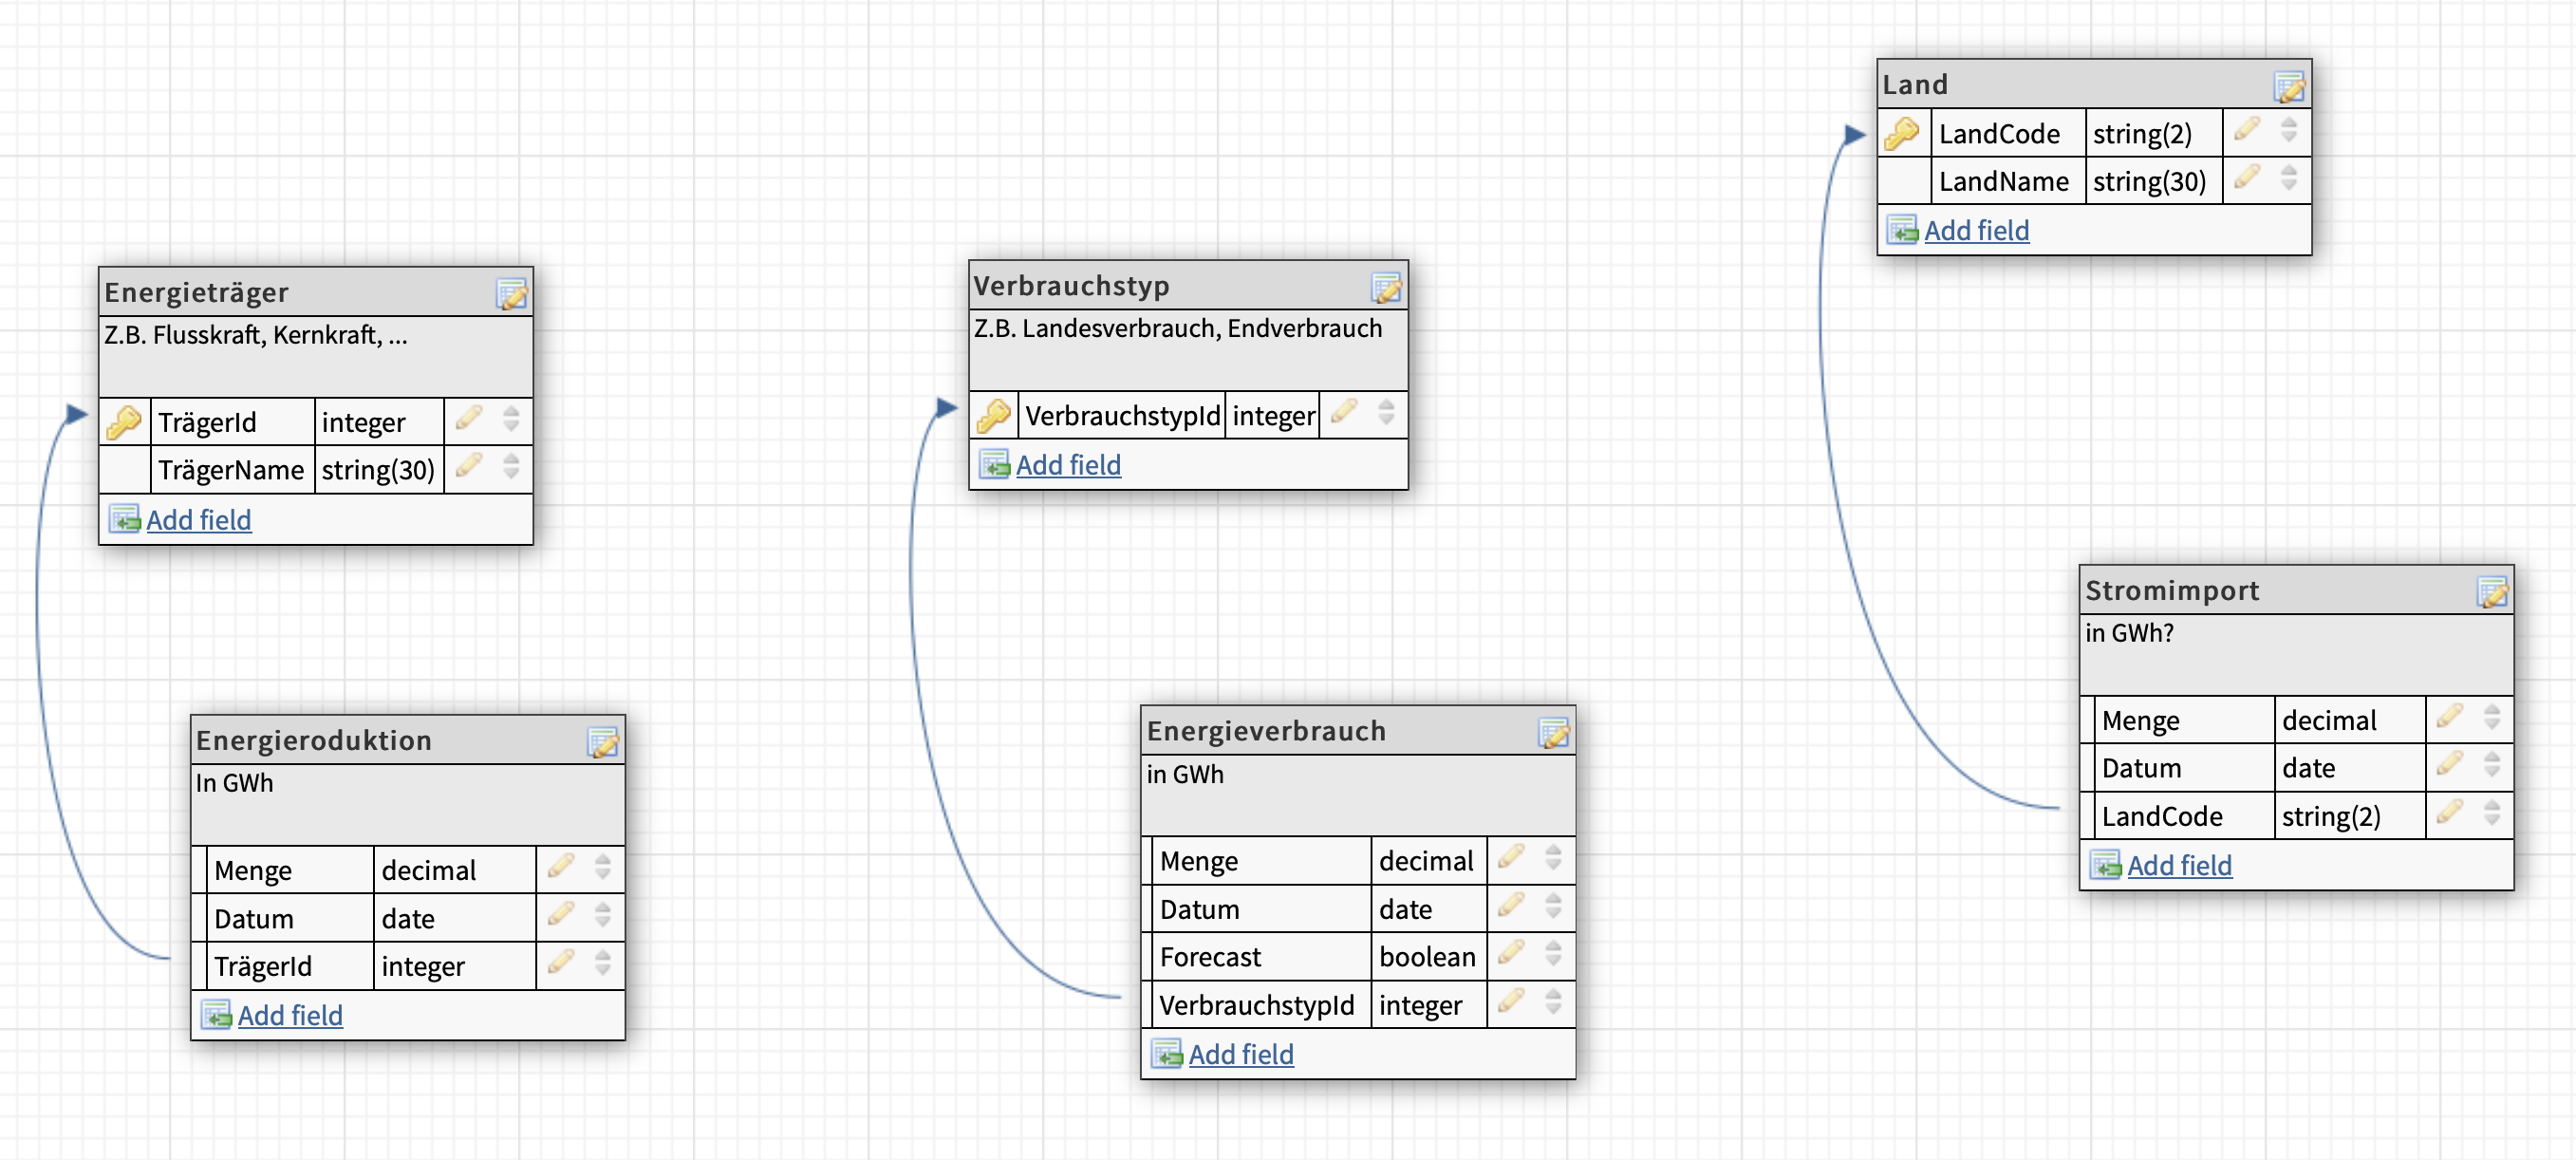 Energieträger
Z.B. Flusskraft, Kernkraft, ...
TrägerId integer
TrägerName string(30)
Add field
Energieroduktion
In GWh
Menge decimal
Datum date
TrägerId integer
Add field
Verbrauchstyp
Z.B. Landesverbrauch, Endverbrauch
VerbrauchstypId integer
Add field
Energieverbrauch
in GWh
Menge decimal
Datum date
Forecast boolean
VerbrauchstypId integer
Add field
Land
LandCode string(2)
LandName string(30)
Add field
Stromimport
in GWh?
Menge decimal
Datum date
LandCode string(2)
Add field